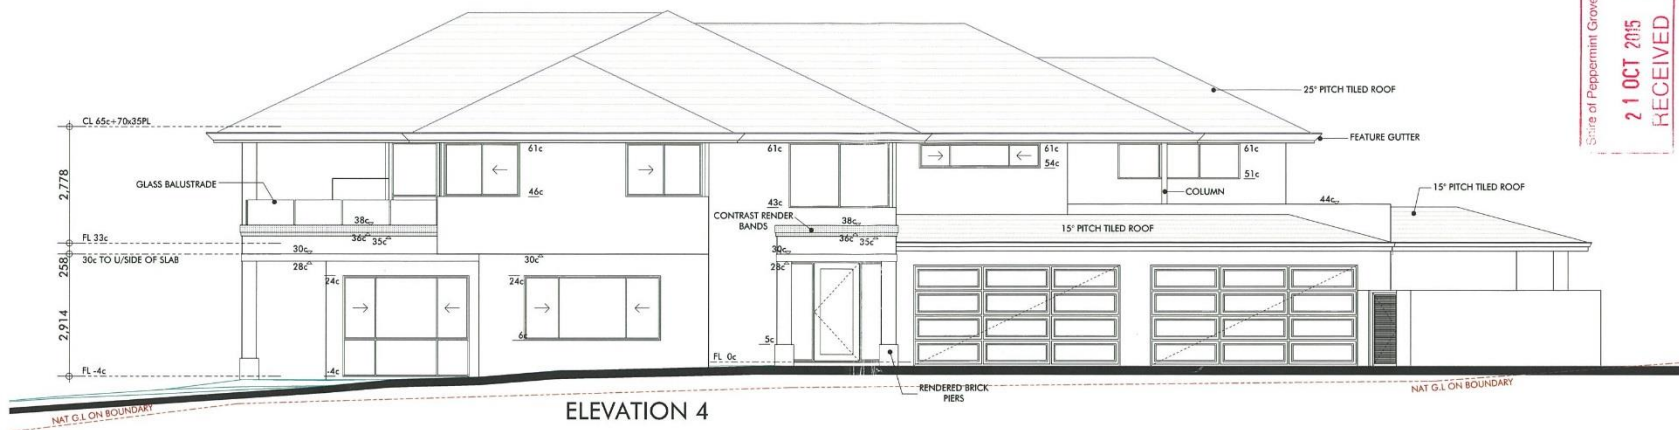 Shire of Peppermint Grove
21 OCT 2015
RECEIVED
25° PITCH TILED ROOF
CL 65c+70x35PL
FEATURE GUTTER
61c
61c
61c
61c
54c
51c
2,778
GLASS BALUSTRADE
46c
COLUMN
15° PITCH TILED ROOF
43c
44c
CONTRAST RENDER
BANDS
38c
38c
15° PITCH TILED ROOF
36c
35c
36c
35c
FL 33c
30c
30c
30c
258
30c TO U/SIDE OF SLAB
28c
28c
24c
24c
2,914
6c
5c
FL 0c
FL -4c
-4c
RENDERED BRICK
PIERS
NAT G.L ON BOUNDARY
NAT G.L ON BOUNDARY
ELEVATION 4